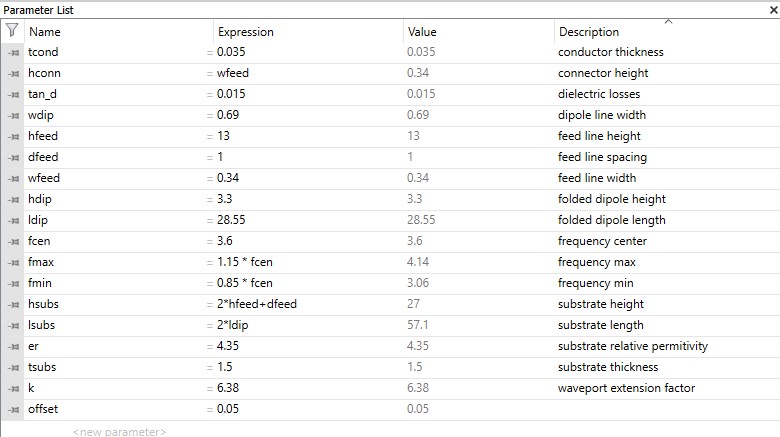 Parameter List
Name Expression Value Description
tcond = 0.035 0.035 conductor thickness
hconn = wfeed 0.34 connector height
tan_d = 0.015 0.015 dielectric losses
wdip = 0.69 0.69 dipole line width
hfeed = 13 13 feed line height
dfeed = 1 1 feed line spacing
wfeed = 0.34 0.34 feed line width
hdip = 3.3 3.3 folded dipole height
ldip = 28.55 28.55 folded dipole length
fcen = 3.6 3.6 frequency center
fmax = 1.15 * fcen 4.14 frequency max
fmin = 0.85 * fcen 3.06 frequency min
hsubs = 2*hfeed+dfeed 27 substrate height
lsubs = 2*ldip 57.1 substrate length
er = 4.35 4.35 substrate relative permitivity
tsubs = 1.5 1.5 substrate thickness
k = 6.38 6.38 waveport extension factor
offset = 0.05 0.05
<new parameter>